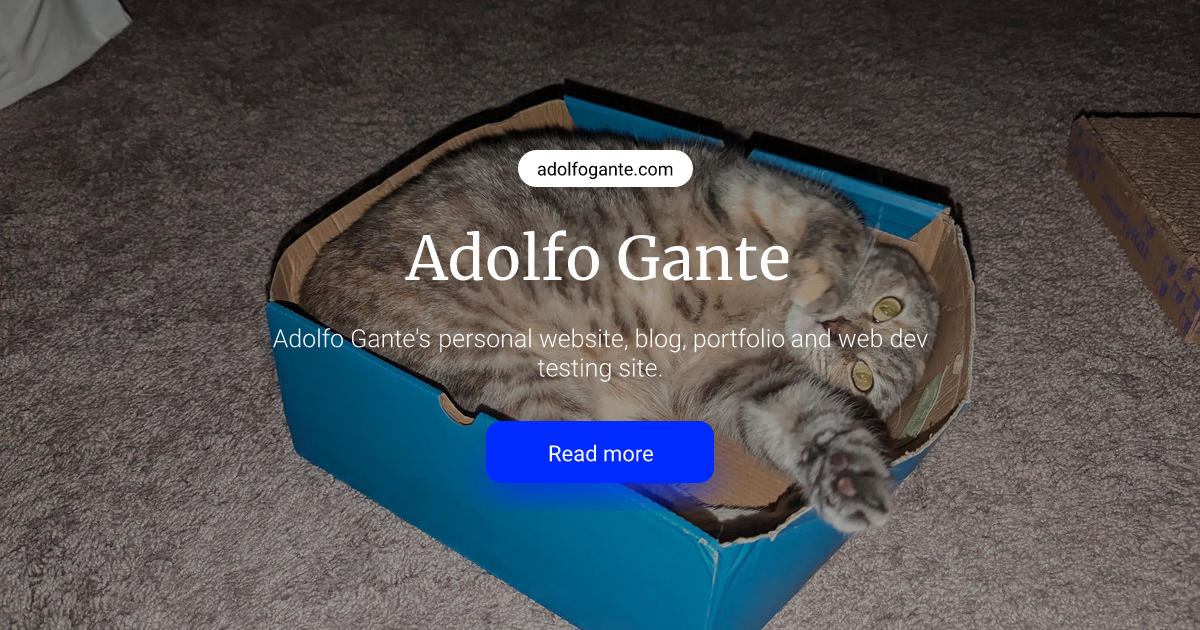 adolfogante.com
Adolfo Gante
Adolfo Gante's personal website, blog, portfolio and web dev
testing site.
Read more